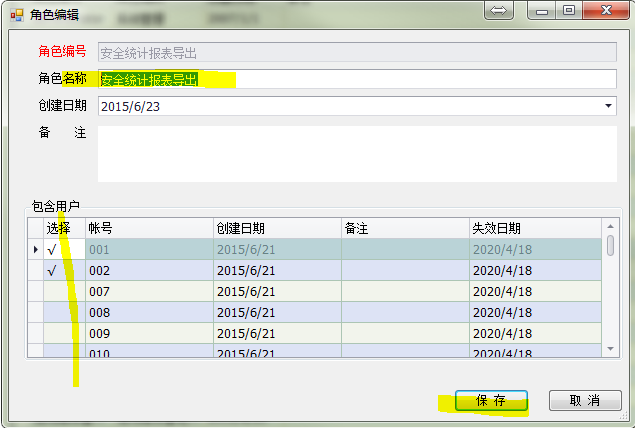 角色编辑
角色编号 安全统计报表导出
角色名称 安全统计报表导出
创建日期 2015/6/23
备 注
包含用户
选择 帐号 创建日期 备注 失效日期
√ 001 2015/6/21 2020/4/18
√ 002 2015/6/21 2020/4/18
007 2015/6/21 2020/4/18
008 2015/6/21 2020/4/18
009 2015/6/21 2020/4/18
010 2015/6/21 2020/4/18
保 存 取 消